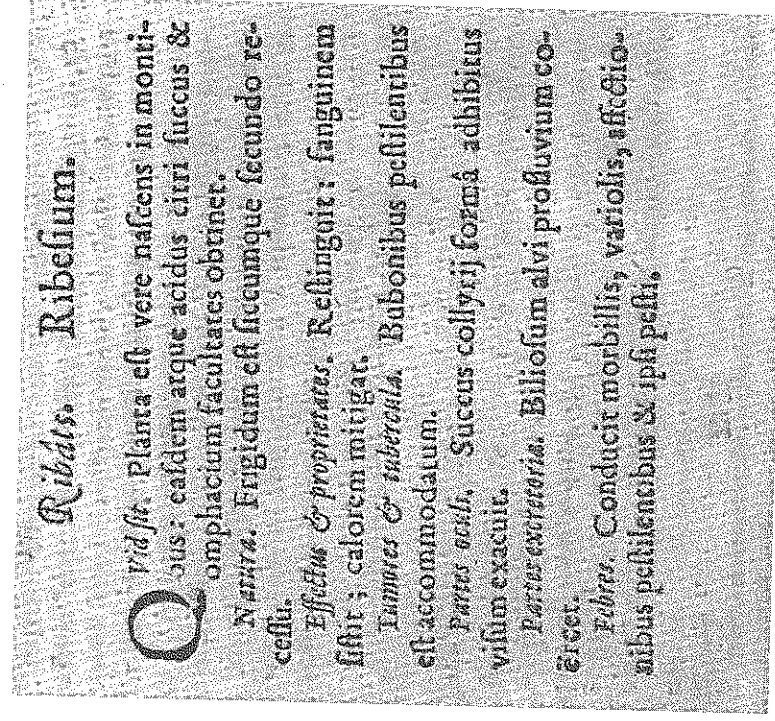 Ribâts. Ribeſium.
QVid ſit. Planta eſt vere naſcens in monti-
bus: eaſdem atque acidus citri ſuccus &
omphacium facultates obtinet.
Natura. Frigidum eſt ſiccumque ſecundo re-
ceſſu.
Effectus & proprietates. Reſtinguit; ſanguinem
ſiſtit; calorem mitigat.
Tumores & tubercula. Bubonibus peſtilentibus
eſt accommodatum.
Partes oculi. Succus collyrij formâ adhibitus
viſum exacuit.
Partes excretoriæ. Bilioſum alvi profluvium co-
ërcet.
Febres. Conducit morbillis, variolis, affectio-
nibus peſtilentibus & ipſi peſti.